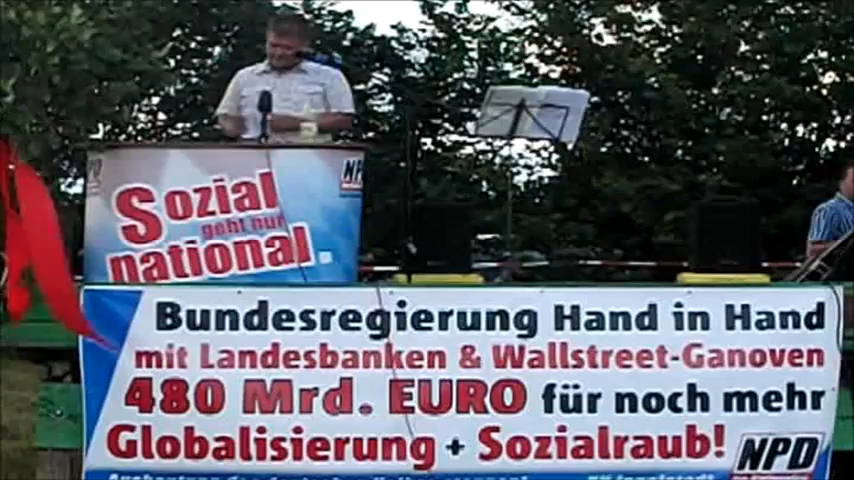 Sozial
geht nur
national.
NPD
Bundesregierung Hand in Hand
mit Landesbanken & Wallstreet-Ganoven
480 Mrd. EURO für noch mehr
Globalisierung + Sozialraub!
NPD